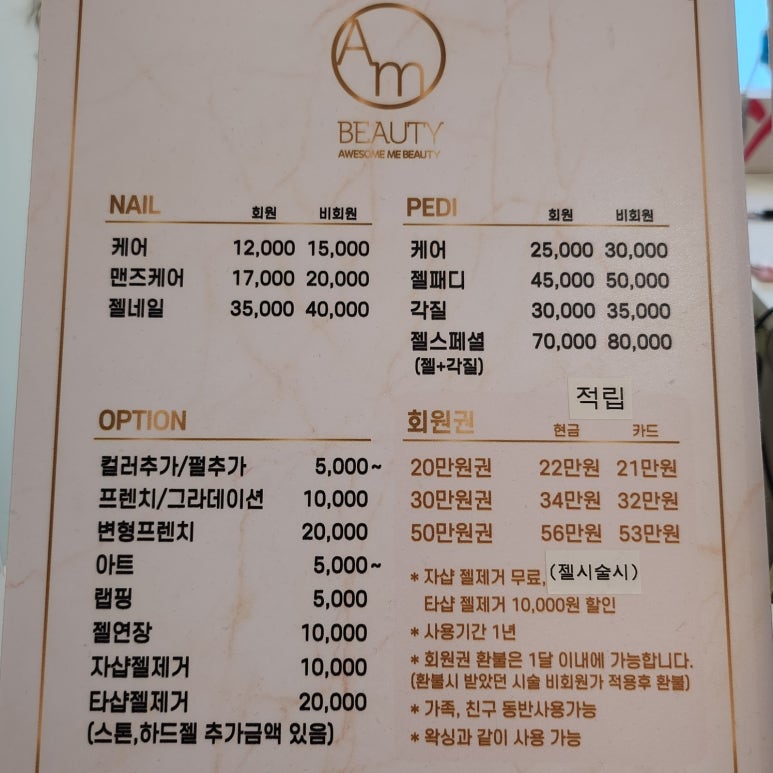 Am
BEAUTY
AWESOME ME BEAUTY
NAIL 회원 비회원
케어 12,000 15,000
맨즈케어 17,000 20,000
젤네일 35,000 40,000
PEDI 회원 비회원
케어 25,000 30,000
젤패디 45,000 50,000
각질 30,000 35,000
젤스페셜 70,000 80,000
(젤+각질)
OPTION
컬러추가/펄추가 5,000~
프렌치/그라데이션 10,000
변형프렌치 20,000
아트 5,000~
랩핑 5,000
젤연장 10,000
자샵젤제거 10,000
타샵젤제거 20,000
(스톤,하드젤 추가금액 있음)
적립
회원권 현금 카드
20만원권 22만원 21만원
30만원권 34만원 32만원
50만원권 56만원 53만원
* 자샵 젤제거 무료, (젤시술시)
타샵 젤제거 10,000원 할인
* 사용기간 1년
* 회원권 환불은 1달 이내에 가능합니다.
(환불시 받았던 시술 비회원가 적용후 환불)
* 가족, 친구 동반사용가능
* 왁싱과 같이 사용 가능